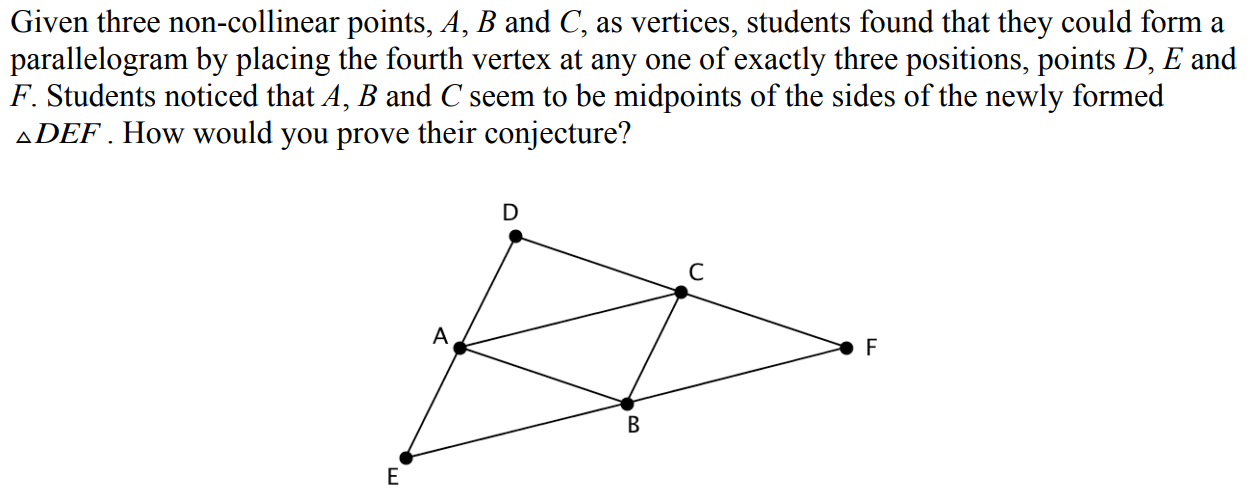 Given three non-collinear points, A, B and C, as vertices, students found that they could form a
parallelogram by placing the fourth vertex at any one of exactly three positions, points D, E and
F. Students noticed that A, B and C seem to be midpoints of the sides of the newly formed
△DEF . How would you prove their conjecture?
D
C
A
F
B
E